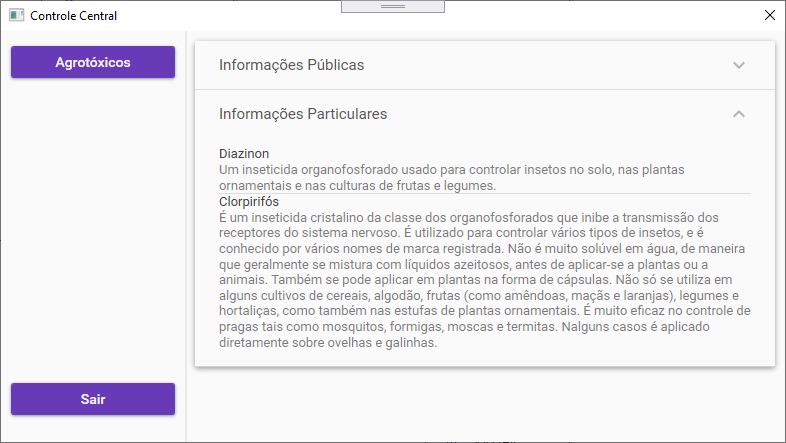 Controle Central
Agrotóxicos
Informações Públicas
Informações Particulares
Diazinon
Um inseticida organofosforado usado para controlar insetos no solo, nas plantas
ornamentais e nas culturas de frutas e legumes.
Clorpirifós
É um inseticida cristalino da classe dos organofosforados que inibe a transmissão dos
receptores do sistema nervoso. É utilizado para controlar vários tipos de insetos, e é
conhecido por vários nomes de marca registrada. Não é muito solúvel em água, de maneira
que geralmente se mistura com líquidos azeitosos, antes de aplicar-se a plantas ou a
animais. Também se pode aplicar em plantas na forma de cápsulas. Não só se utiliza em
alguns cultivos de cereais, algodão, frutas (como amêndoas, maçãs e laranjas), legumes e
hortaliças, como também nas estufas de plantas ornamentais. É muito eficaz no controle de
pragas tais como mosquitos, formigas, moscas e termitas. Nalguns casos é aplicado
diretamente sobre ovelhas e galinhas.
Sair